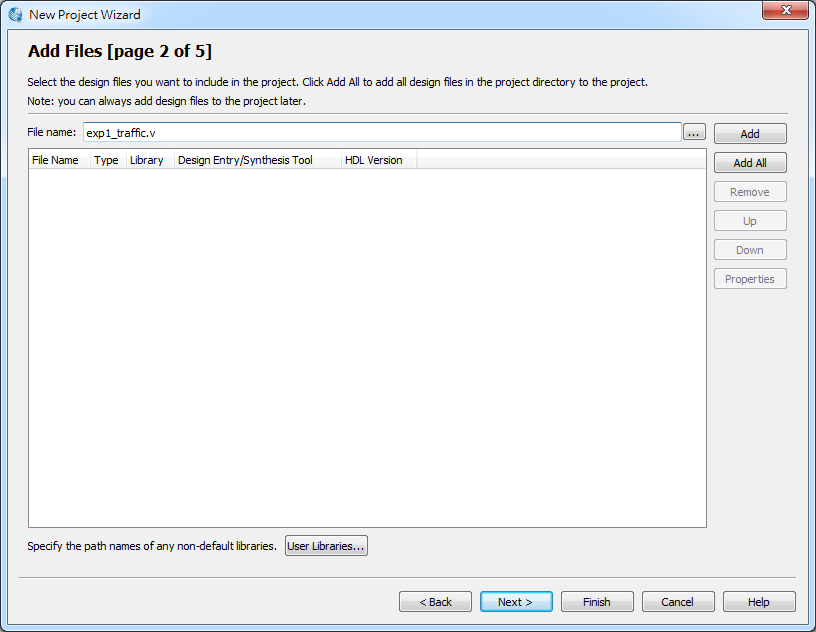 New Project Wizard
Add Files [page 2 of 5]
Select the design files you want to include in the project. Click Add All to add all design files in the project directory to the project.
Note: you can always add design files to the project later.
File name: exp1_traffic.v ... Add
File Name Type Library Design Entry/Synthesis Tool HDL Version
Add All
Remove
Up
Down
Properties
Specify the path names of any non-default libraries. User Libraries...
< Back Next > Finish Cancel Help